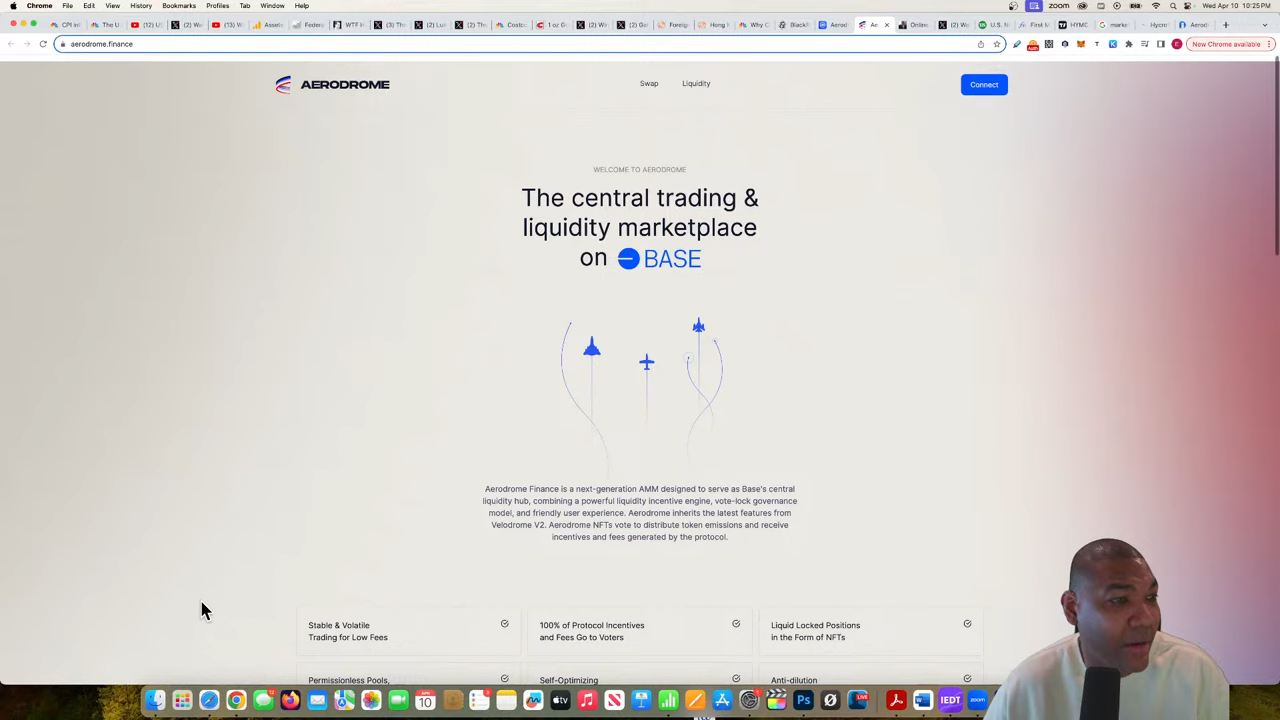 Chrome File Edit View History Bookmarks Profiles Tab Window Help
zoom Wed Apr 10 10:25PM
aerodrome.finance
New Chrome available
AERODROME
Swap Liquidity
Connect
WELCOME TO AERODROME
The central trading &
liquidity marketplace
on BASE
Aerodrome Finance is a next-generation AMM designed to serve as Base's central
liquidity hub, combining a powerful liquidity incentive engine, vote-lock governance
model, and friendly user experience. Aerodrome inherits the latest features from
Velodrome V2. Aerodrome NFTs vote to distribute token emissions and receive
incentives and fees generated by the protocol.
Stable & Volatile
Trading for Low Fees
100% of Protocol Incentives
and Fees Go to Voters
Liquid Locked Positions
in the Form of NFTs
Permissionless Pools,
Self-Optimizing
Anti-dilution